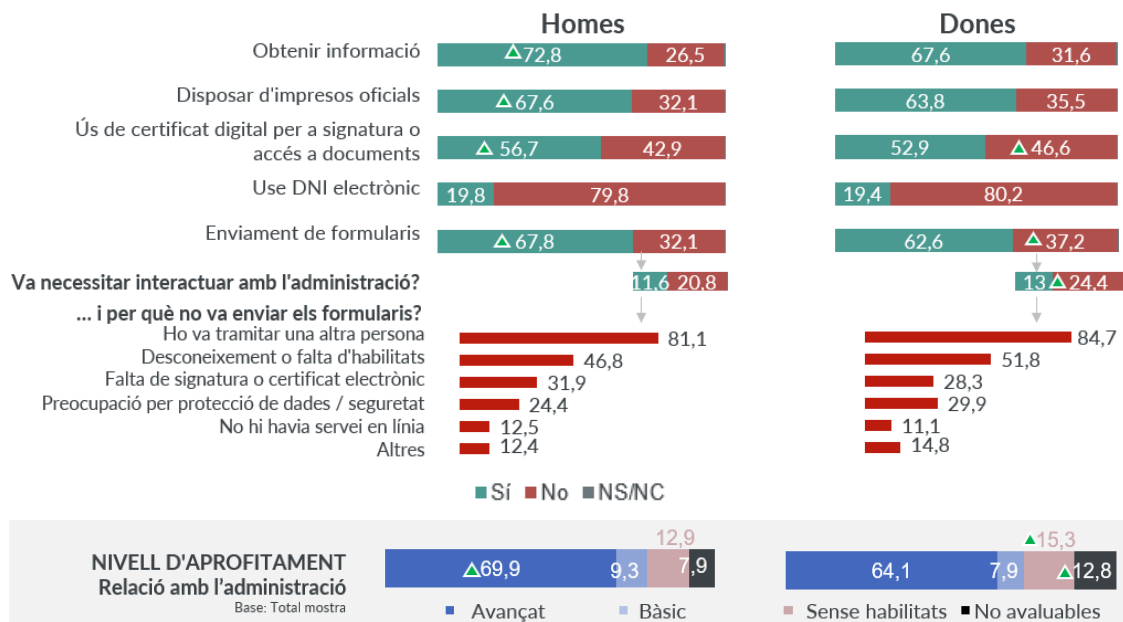 Homes Dones
Obtenir informació 72,8 26,5 67,6 31,6
Disposar d'impresos oficials 67,6 32,1 63,8 35,5
Ús de certificat digital per a signatura o
accés a documents 56,7 42,9 52,9 46,6
Use DNI electrònic 19,8 79,8 19,4 80,2
Enviament de formularis 67,8 32,1 62,6 37,2
Va necessitar interactuar amb l'administració? 11,6 20,8 13 24,4
... i per què no va enviar els formularis?
Ho va tramitar una altra persona 81,1 84,7
Desconeixement o falta d'habilitats 46,8 51,8
Falta de signatura o certificat electrònic 31,9 28,3
Preocupació per protecció de dades / seguretat 24,4 29,9
No hi havia servei en línia 12,5 11,1
Altres 12,4 14,8
Sí No NS/NC
12,9 15,3
NIVELL D'APROFITAMENT 69,9 9,3 7,9 64,1 7,9 12,8
Relació amb l’administració
Base: Total mostra Avançat Bàsic Sense habilitats No avaluables